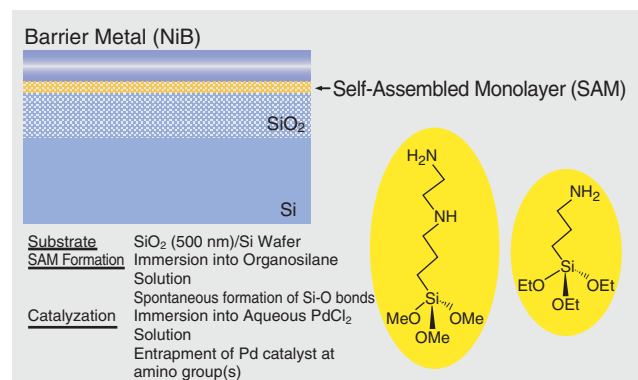 Barrier Metal (NiB)
Self-Assembled Monolayer (SAM)
SiO₂
Si
Substrate SiO₂ (500 nm)/Si Wafer
SAM Formation Immersion into Organosilane
Solution
Spontaneous formation of Si-O bonds
Catalyzation Immersion into Aqueous PdCl₂
Solution
Entrapment of Pd catalyst at
amino group(s)
H₂N
NH
Si
MeO OMe
OMe
NH₂
Si
EtO OEt
OEt